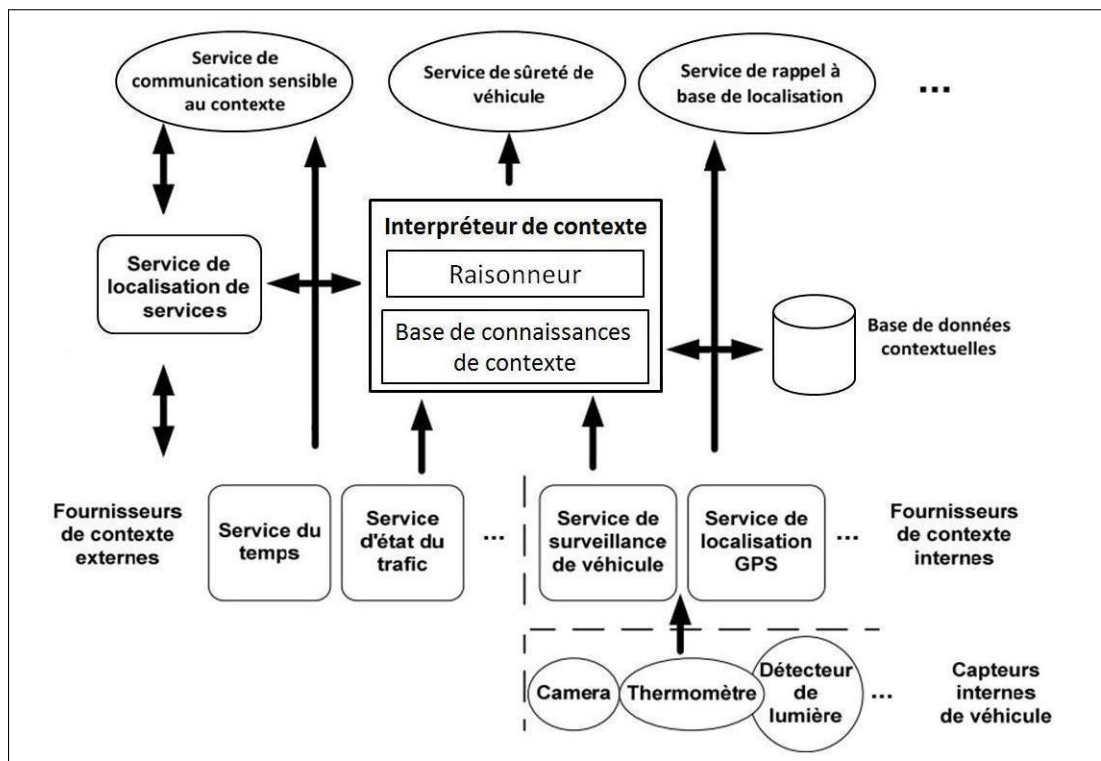 Service de
communication sensible
au contexte
Service de sûreté de
véhicule
Service de rappel à
base de localisation
...
Interpréteur de contexte
Raisonneur
Base de connaissances
de contexte
Service de
localisation de
services
Base de données
contextuelles
Fournisseurs
de contexte
externes
Service du
temps
Service
d'état du
trafic
...
Service de
surveillance
de véhicule
Service de
localisation
GPS
...
Fournisseurs
de contexte
internes
Camera
Thermomètre
Détecteur
de
lumière
...
Capteurs
internes
de véhicule